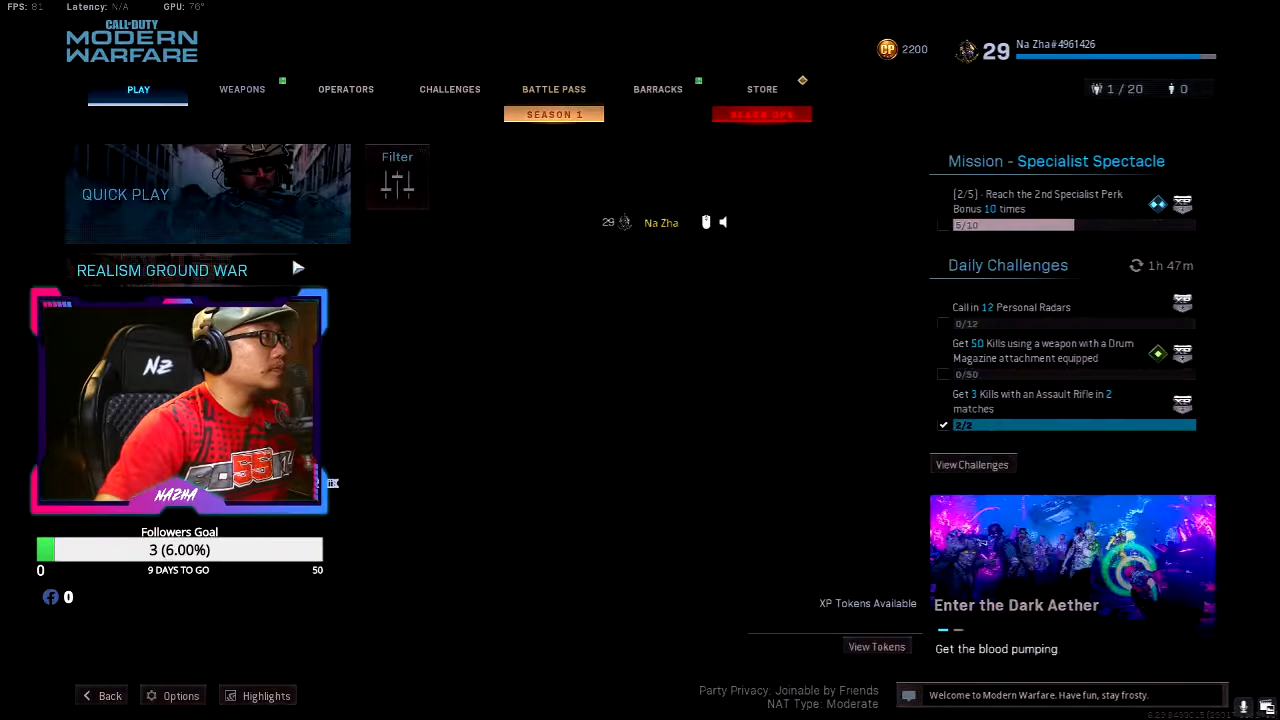 FPS: 81 Latency: N/A GPU: 76°
CALL OF DUTY
MODERN
WARFARE
CP 2200
29 Na Zha#4961426
PLAY
WEAPONS
OPERATORS
CHALLENGES
BATTLE PASS
BARRACKS
STORE
SEASON 1
1 / 20 0
QUICK PLAY
Filter
29 Na Zha
REALISM GROUND WAR
Mission - Specialist Spectacle
[2/5] - Reach the 2nd Specialist Perk
Bonus 10 times
5/10
Daily Challenges 1h 47m
Call in 12 Personal Radars
0/12
Get 50 Kills using a weapon with a Drum
Magazine attachment equipped
0/50
Get 3 Kills with an Assault Rifle in 2
matches
2/2
View Challenges
NZ
NAZHA
Followers Goal
3 (6.00%)
0 9 DAYS TO GO 50
0
XP Tokens Available
View Tokens
Enter the Dark Aether
Get the blood pumping.
Back
Options
Highlights
Party Privacy: Joinable by Friends
NAT Type: Moderate
Welcome to Modern Warfare. Have fun, stay frosty.